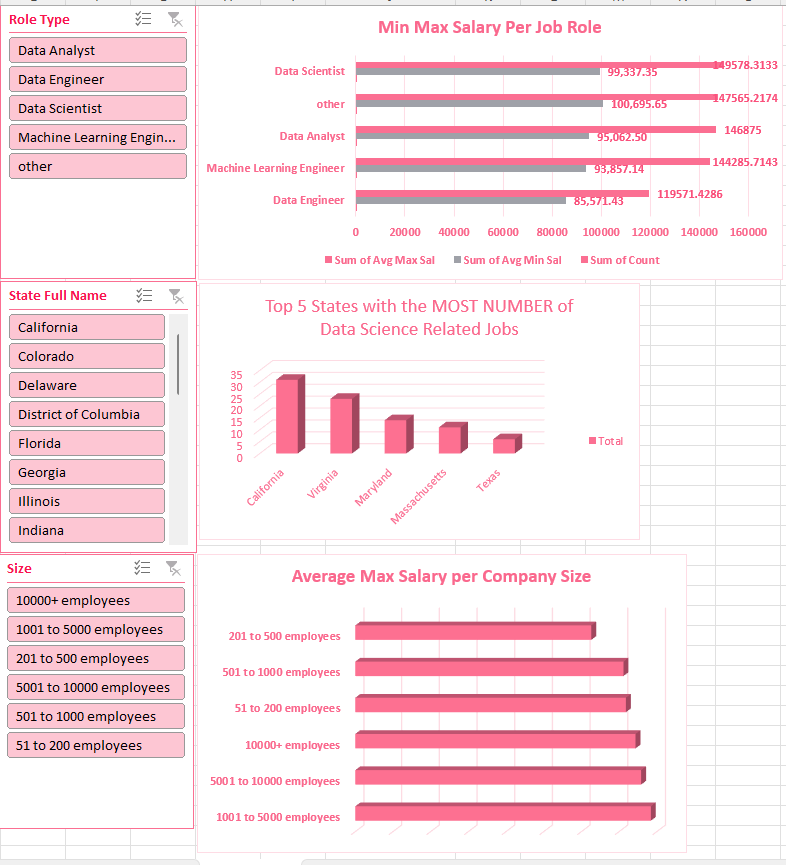 Role Type
Data Analyst
Data Engineer
Data Scientist
Machine Learning Engin...
other
Min Max Salary Per Job Role
Data Scientist
149578.3133
99,337.35
other
147565.2174
100,695.65
Data Analyst
146875
95,062.50
Machine Learning Engineer
144285.7143
93,857.14
Data Engineer
119571.4286
85,571.43
0 20000 40000 60000 80000 100000 120000 140000 160000
Sum of Avg Max Sal Sum of Avg Min Sal Sum of Count
State Full Name
California
Colorado
Delaware
District of Columbia
Florida
Georgia
Illinois
Indiana
Top 5 States with the MOST NUMBER of
Data Science Related Jobs
35
30
25
20
15
10
5
0
California Virginia Maryland Massachusetts Texas
Total
Size
10000+ employees
1001 to 5000 employees
201 to 500 employees
5001 to 10000 employees
501 to 1000 employees
51 to 200 employees
Average Max Salary per Company Size
201 to 500 employees
501 to 1000 employees
51 to 200 employees
10000+ employees
5001 to 10000 employees
1001 to 5000 employees